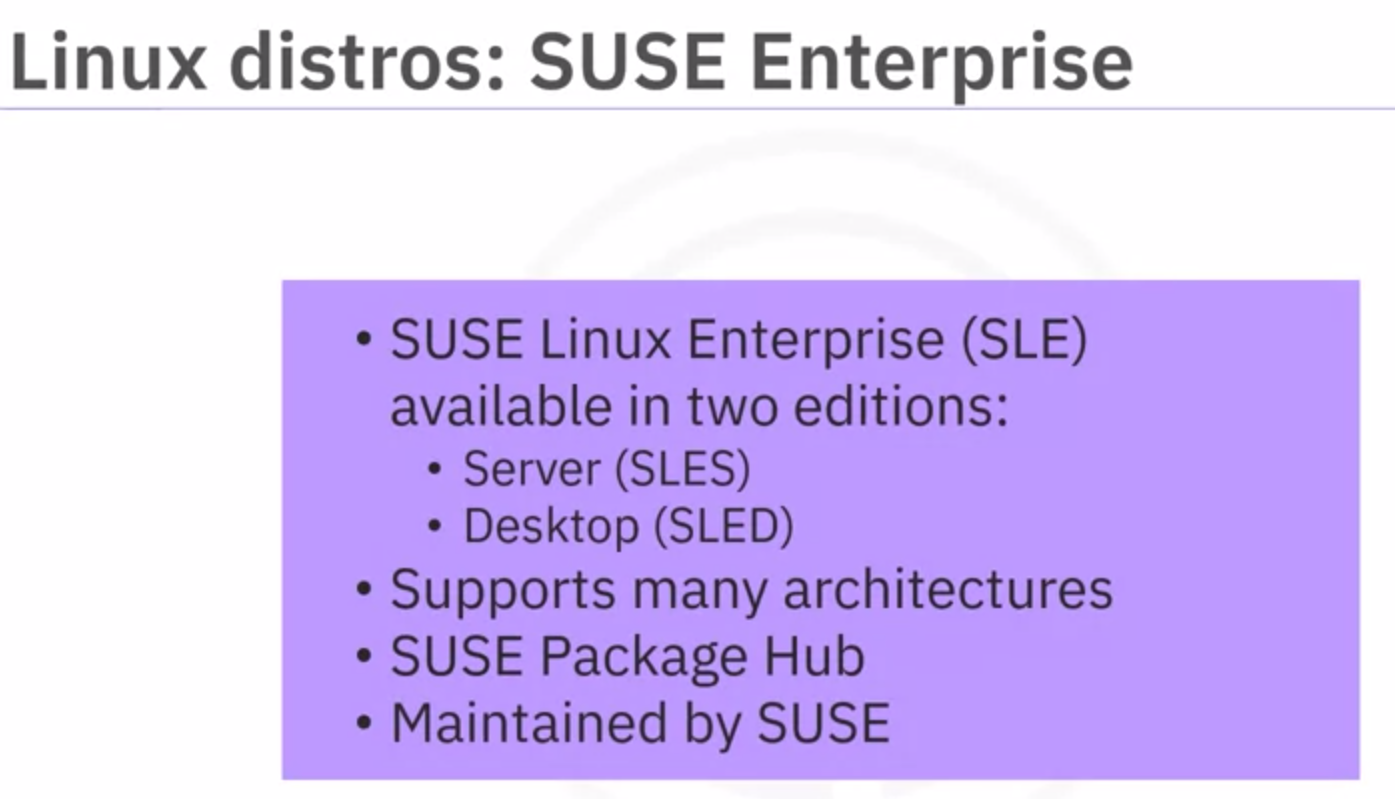 Linux distros: SUSE Enterprise
• SUSE Linux Enterprise (SLE)
available in two editions:
• Server (SLES)
• Desktop (SLED)
• Supports many architectures
• SUSE Package Hub
• Maintained by SUSE